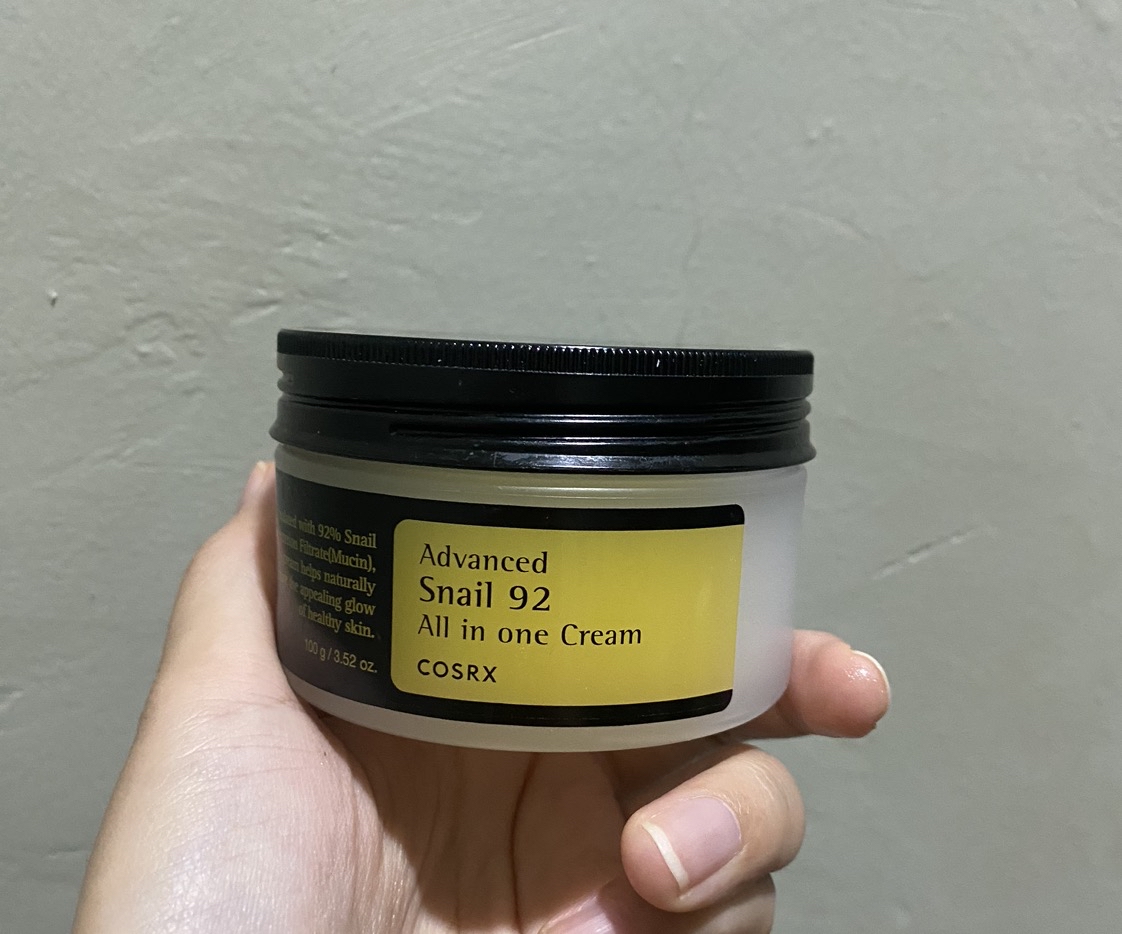 with 92% Snail
Filtrate(Mucin),
helps naturally
appealing glow
of healthy skin.
100 g / 3.52 oz.
Advanced
Snail 92
All in one Cream
COSRX